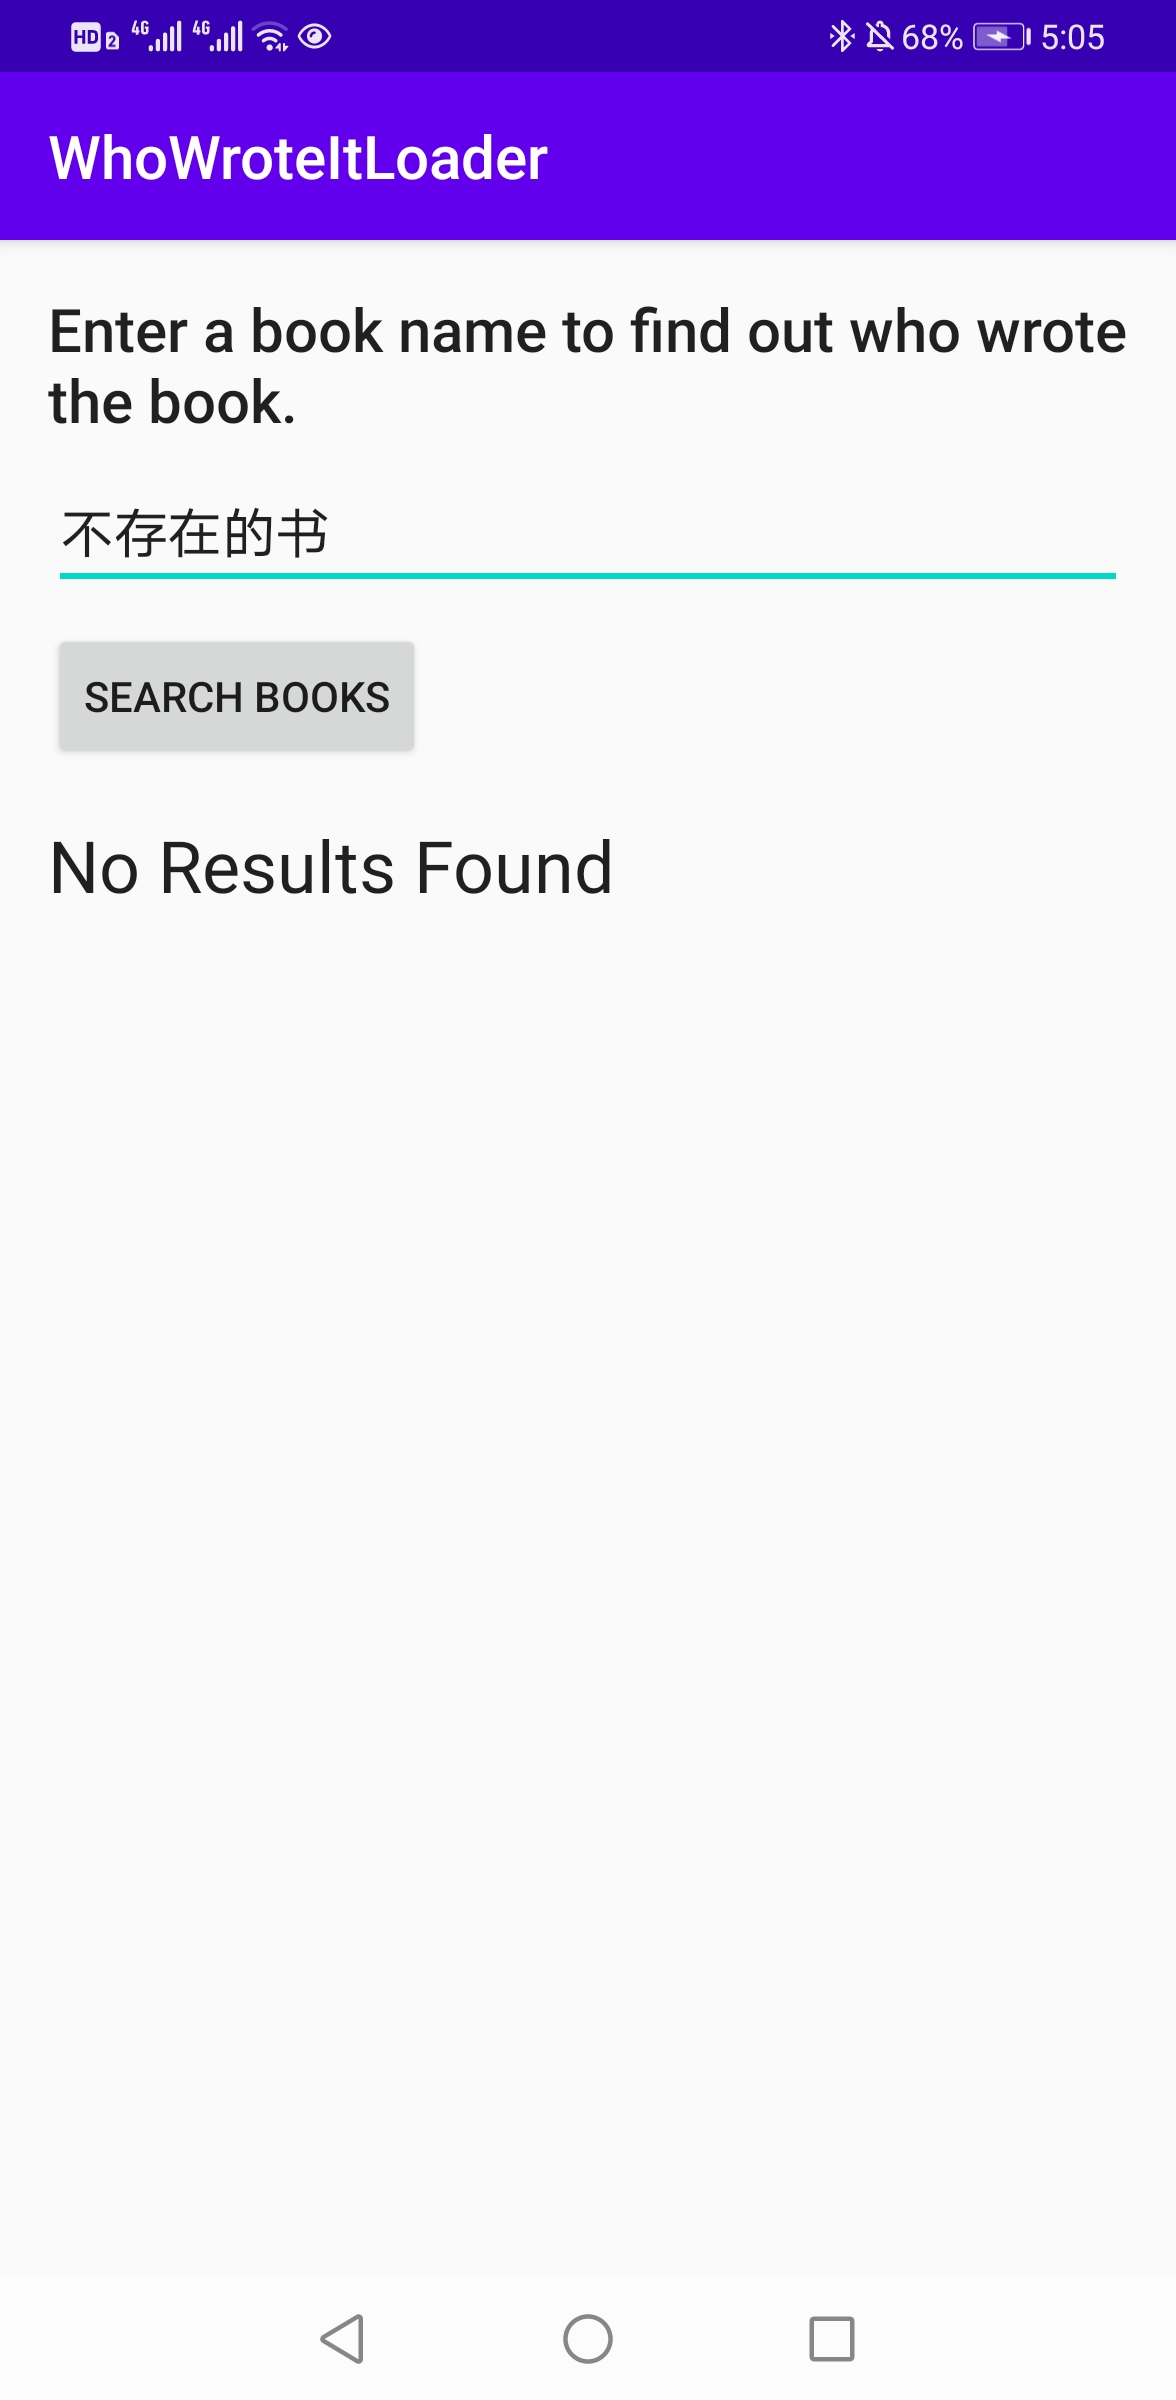 HD 2 4G 4G 68% 5:05
WhoWroteItLoader
Enter a book name to find out who wrote
the book.
不存在的书
SEARCH BOOKS
No Results Found